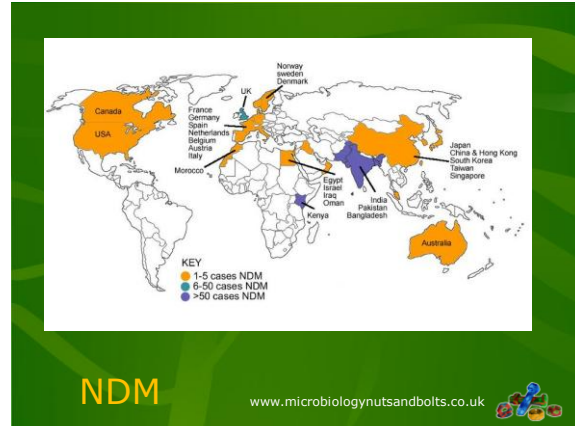 Norway
sweden
Denmark
UK
Canada
USA
France
Germany
Spain
Netherlands
Belgium
Austria
Italy
Morocco
Egypt
Israel
Iraq
Oman
Kenya
India
Pakistan
Bangladesh
Japan
China & Hong Kong
South Korea
Taiwan
Singapore
Australia
KEY
1-5 cases NDM
6-50 cases NDM
>50 cases NDM
NDM
www.microbiologynutsandbolts.co.uk